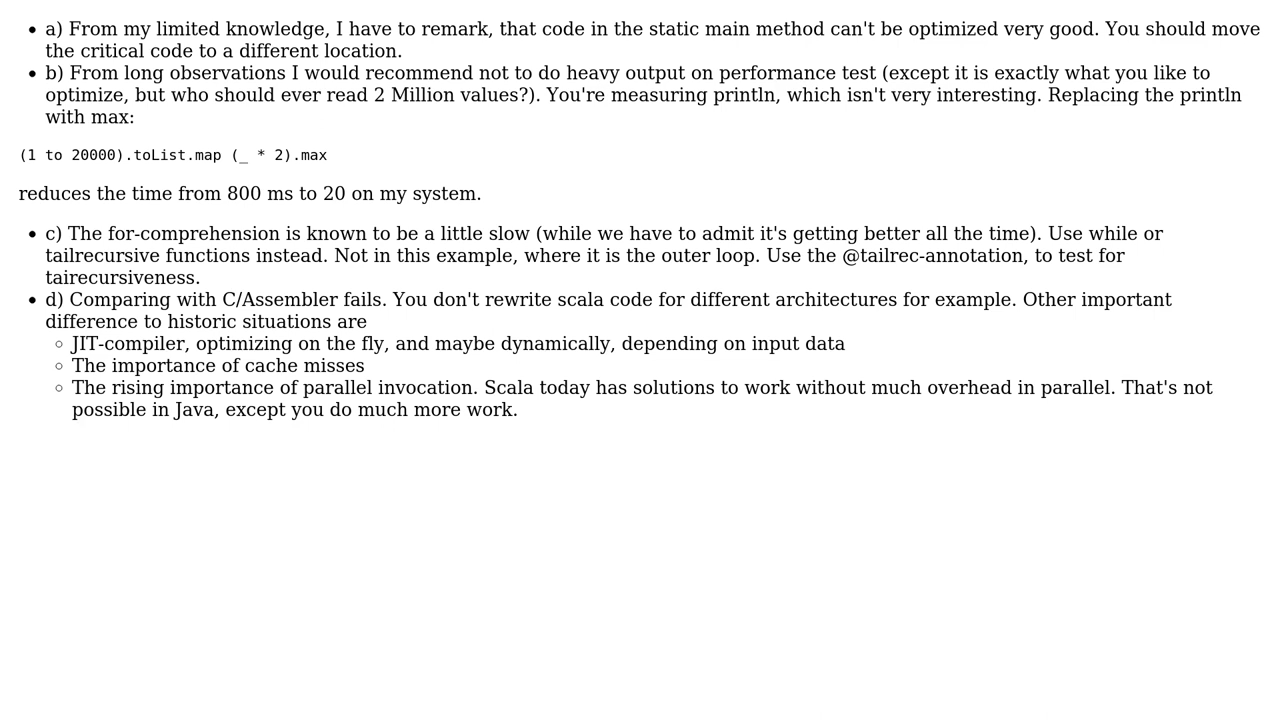 a) From my limited knowledge, I have to remark, that code in the static main method can't be optimized very good. You should move
the critical code to a different location.
b) From long observations I would recommend not to do heavy output on performance test (except it is exactly what you like to
optimize, but who should ever read 2 Million values?). You're measuring println, which isn't very interesting. Replacing the println
with max:
(1 to 20000).toList.map (_ * 2).max
reduces the time from 800 ms to 20 on my system.
c) The for-comprehension is known to be a little slow (while we have to admit it's getting better all the time). Use while or
tailrecursive functions instead. Not in this example, where it is the outer loop. Use the @tailrec-annotation, to test for
tairecursiveness.
d) Comparing with C/Assembler fails. You don't rewrite scala code for different architectures for example. Other important
difference to historic situations are
JIT-compiler, optimizing on the fly, and maybe dynamically, depending on input data
The importance of cache misses
The rising importance of parallel invocation. Scala today has solutions to work without much overhead in parallel. That's not
possible in Java, except you do much more work.